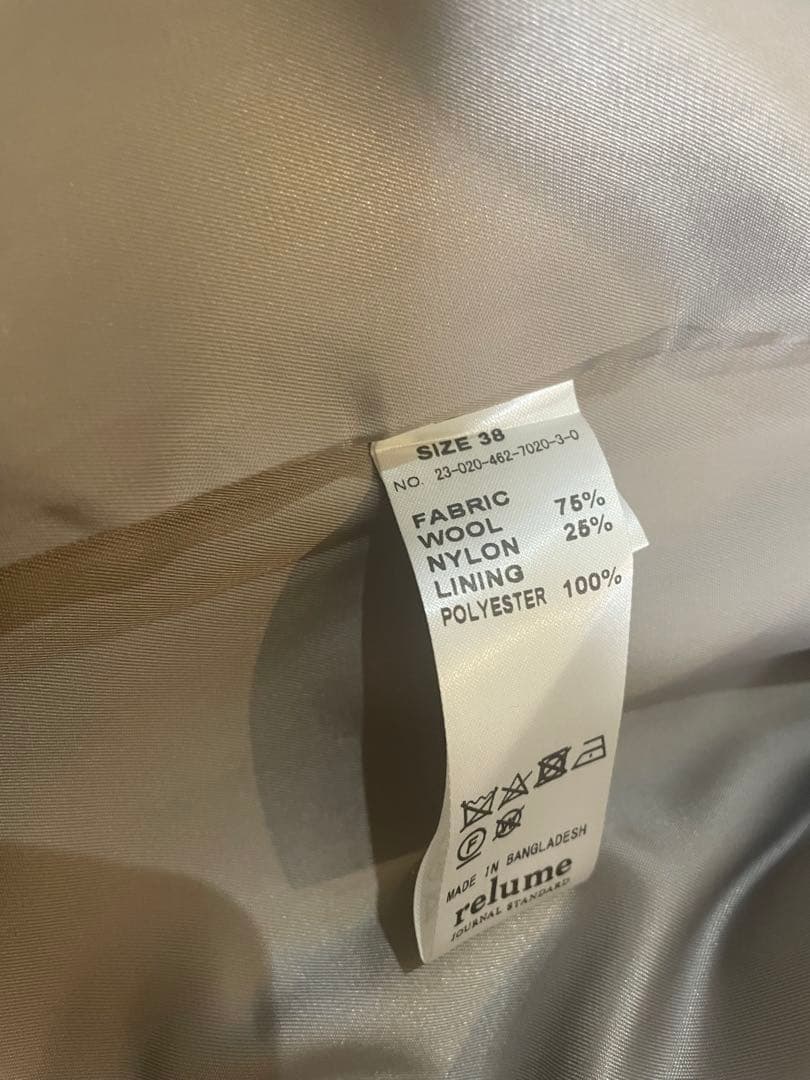 SIZE 38
NO. 23-020-462-7020-3-0
FABRIC
WOOL 75%
NYLON 25%
LINING
POLYESTER 100%
F
W
MADE IN BANGLADESH
relume
JOURNAL STANDARD